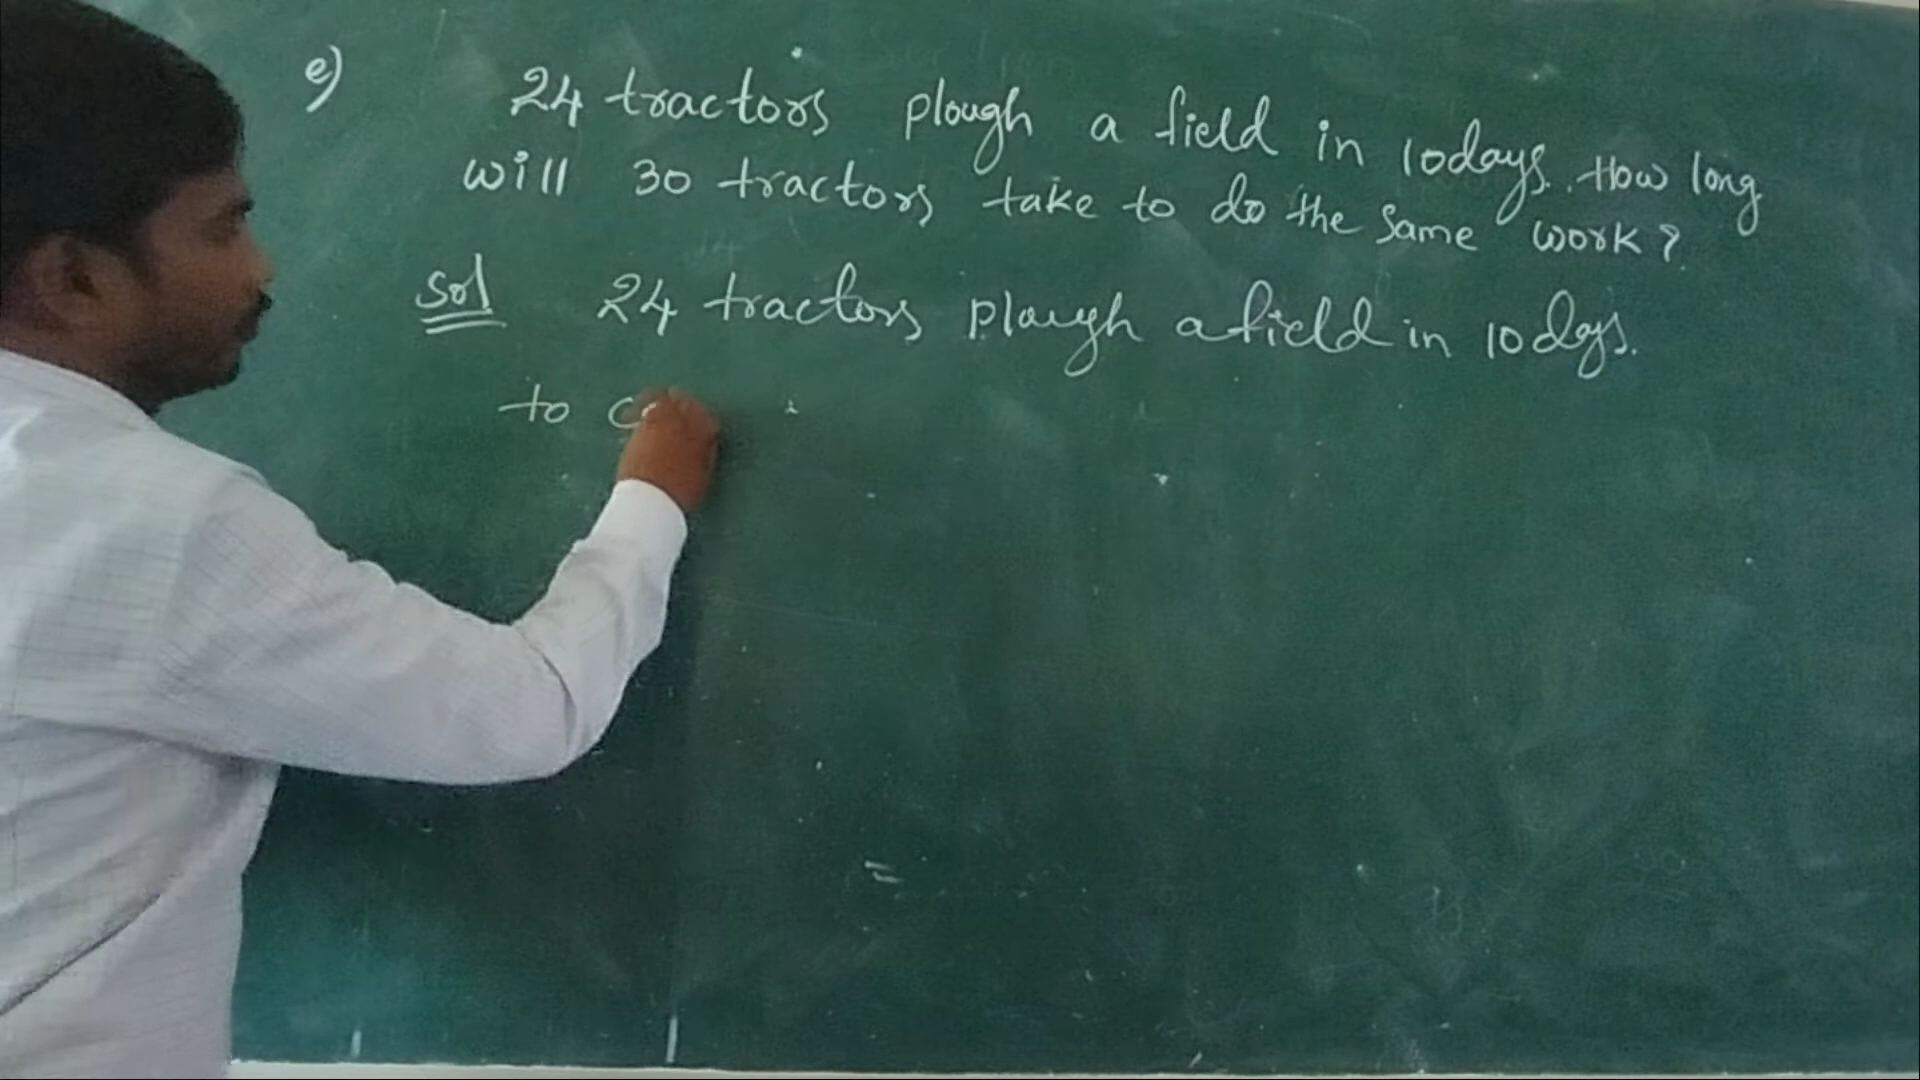 e) 24 tractors plough a field in 10days. How long
will 30 tractors take to do the same work?
Sol 24 tractors plough a field in 10 days.
to